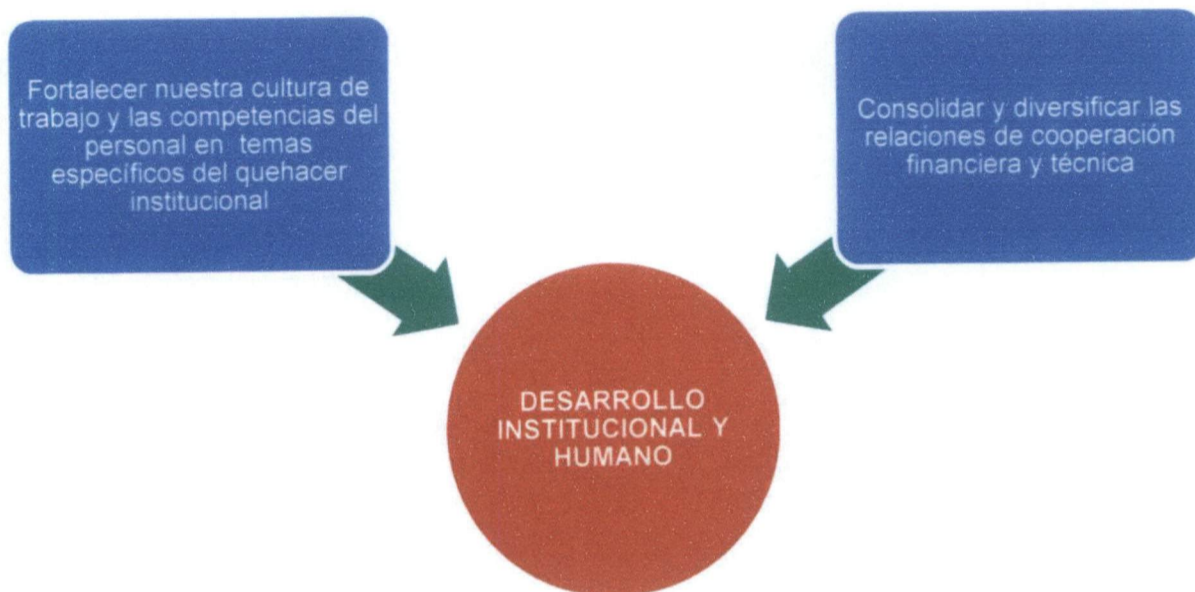 Fortalecer nuestra cultura de
trabajo y las competencias del
personal en temas
específicos del quehacer
institucional
Consolidar y diversificar las
relaciones de cooperación
financiera y técnica
DESARROLLO
INSTITUCIONAL Y
HUMANO